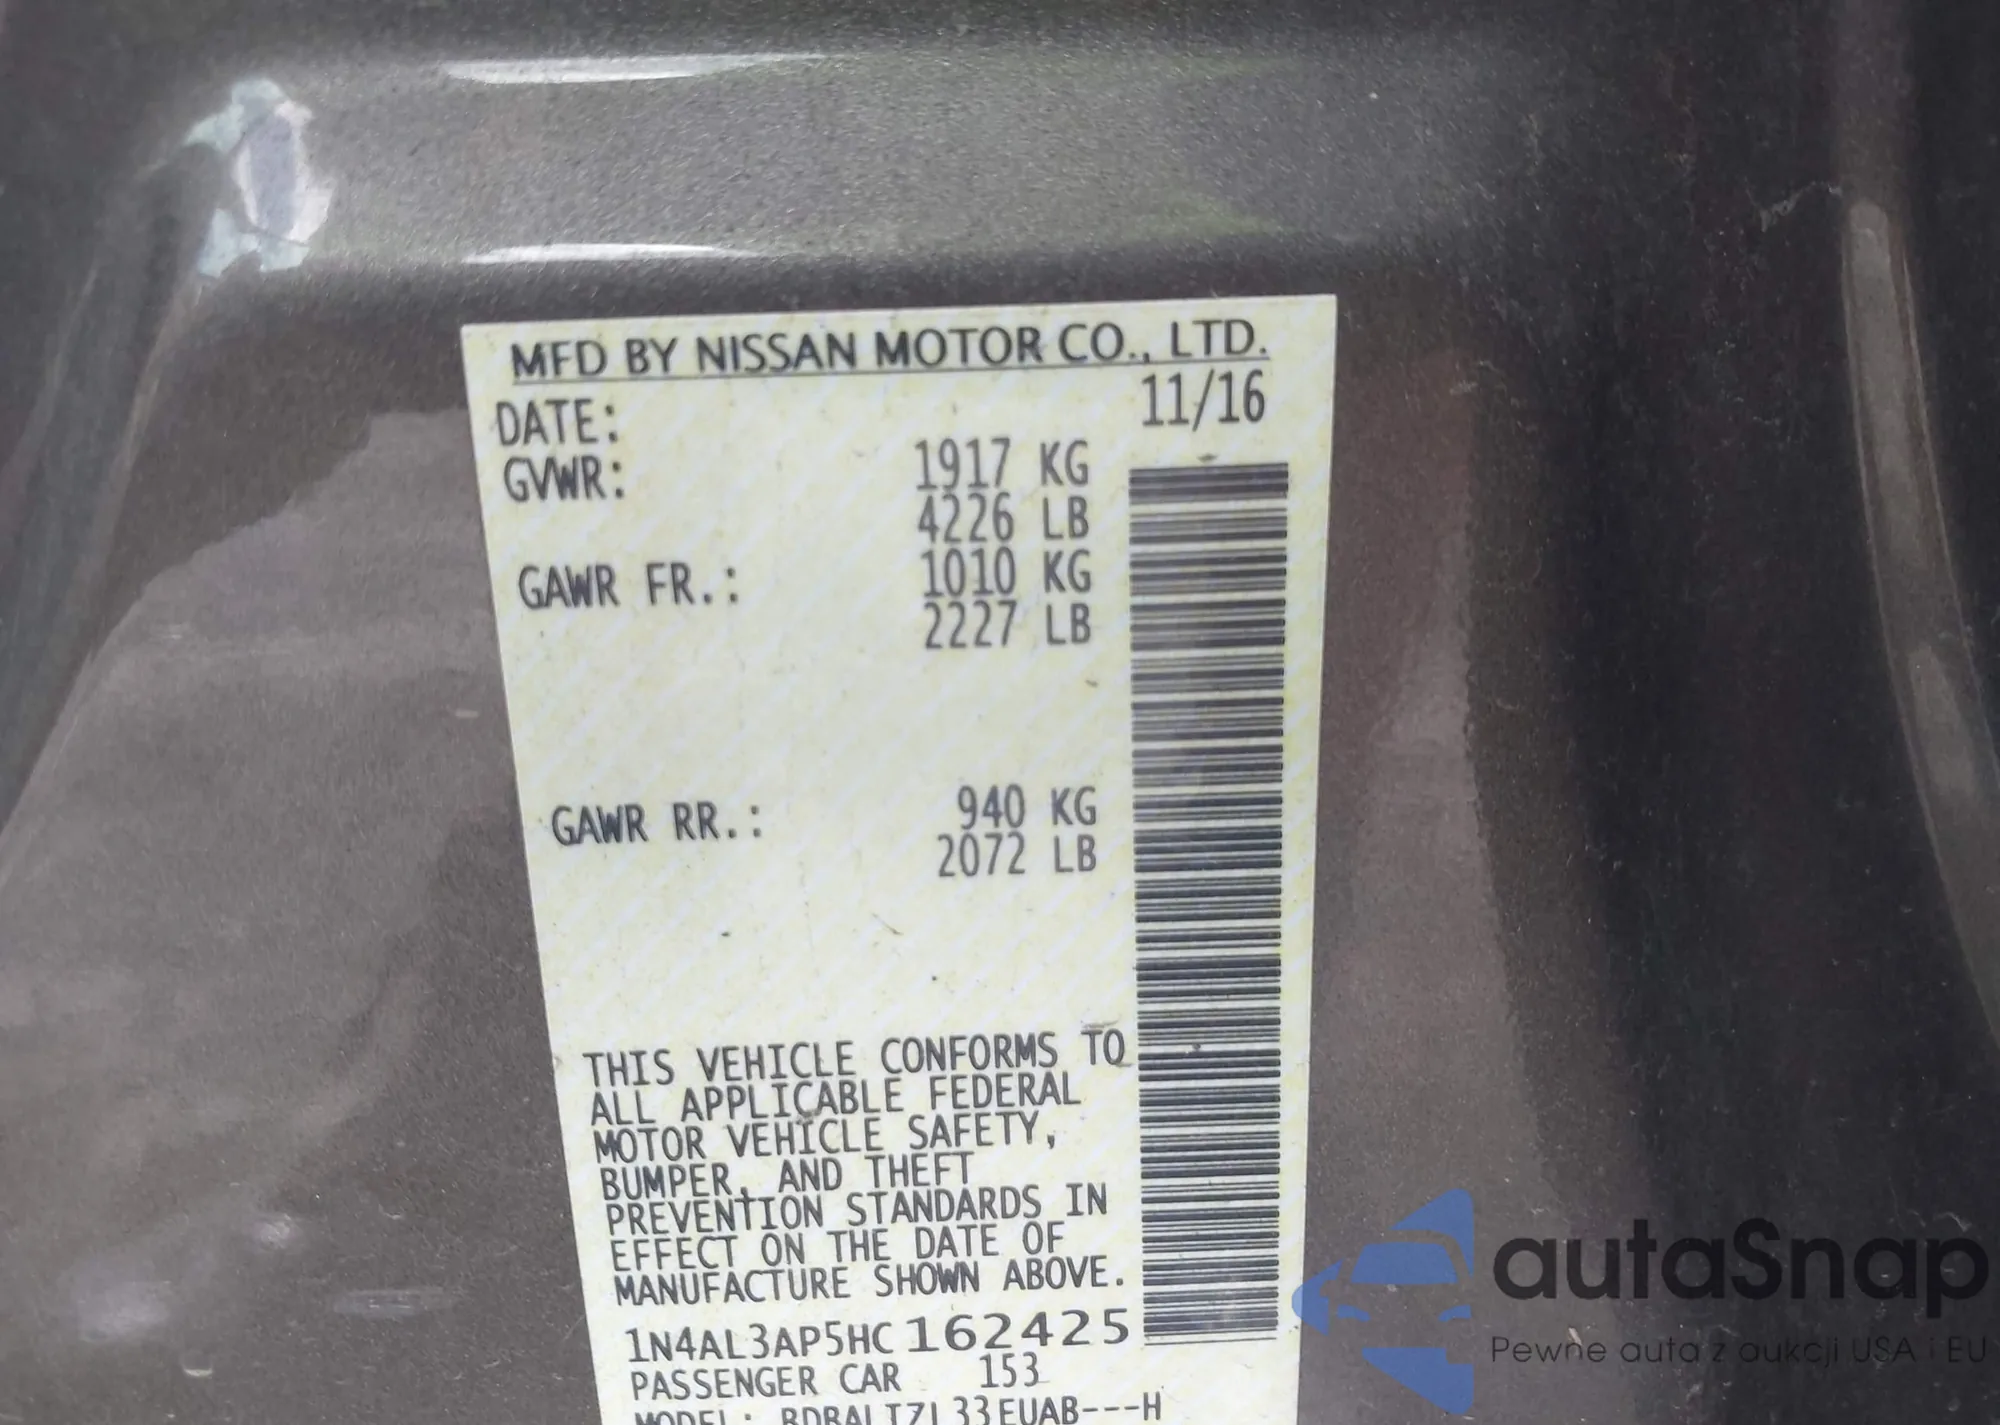 MFD BY NISSAN MOTOR CO., LTD.
DATE: 11/16
GVWR: 1917 KG
4226 LB
GAWR FR.: 1010 KG
2227 LB
GAWR RR.: 940 KG
2072 LB
THIS VEHICLE CONFORMS TO
ALL APPLICABLE FEDERAL
MOTOR VEHICLE SAFETY,
BUMPER, AND THEFT
PREVENTION STANDARDS IN
EFFECT ON THE DATE OF
MANUFACTURE SHOWN ABOVE.
1N4AL3AP5HC162425
PASSENGER CAR 153
MODEL:
autaSnap
Pewne auta z aukcji USA i EU